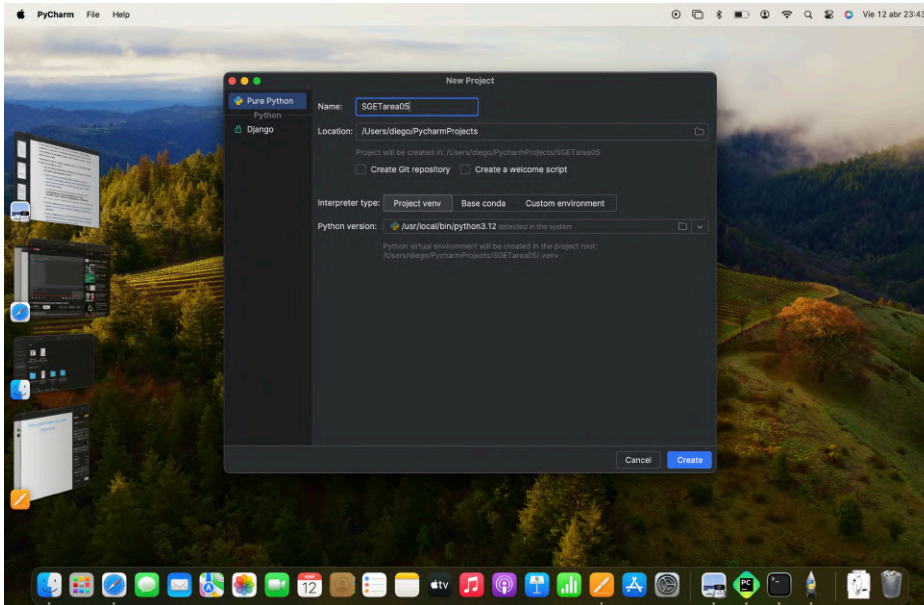 PyCharm File Help
Vie 12 abr 23:43
New Project
Pure Python
Python
Django
Name: SGETarea05
Location: /Users/diego/PycharmProjects
Project will be created in: /Users/diego/PycharmProjects/SGETarea05
Create Git repository Create a welcome script
Interpreter type: Project venv Base conda Custom environment
Python version: /usr/local/bin/python3.12 detected in the system
Python virtual environment will be created in the project root:
/Users/diego/PycharmProjects/SGETarea05/.venv
Cancel Create
ABR
12
tv
PC